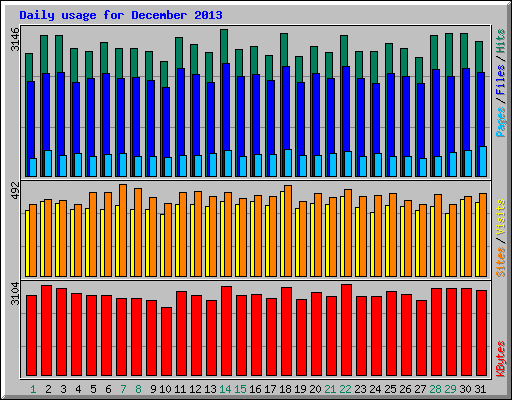 Daily usage for December 2013
3146
Pages / Files / Hits
492
Sites / Visits
3104
KBytes
1 2 3 4 5 6 7 8 9 10 11 12 13 14 15 16 17 18 19 20 21 22 23 24 25 26 27 28 29 30 31